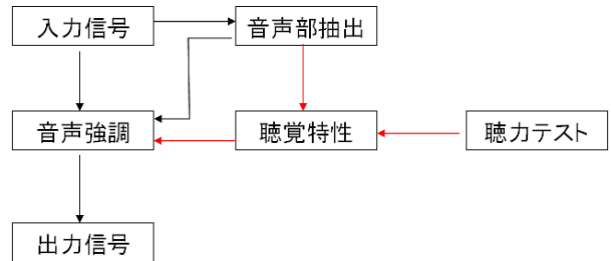 入力信号
音声部抽出
音声強調
聴覚特性
聴力テスト
出力信号